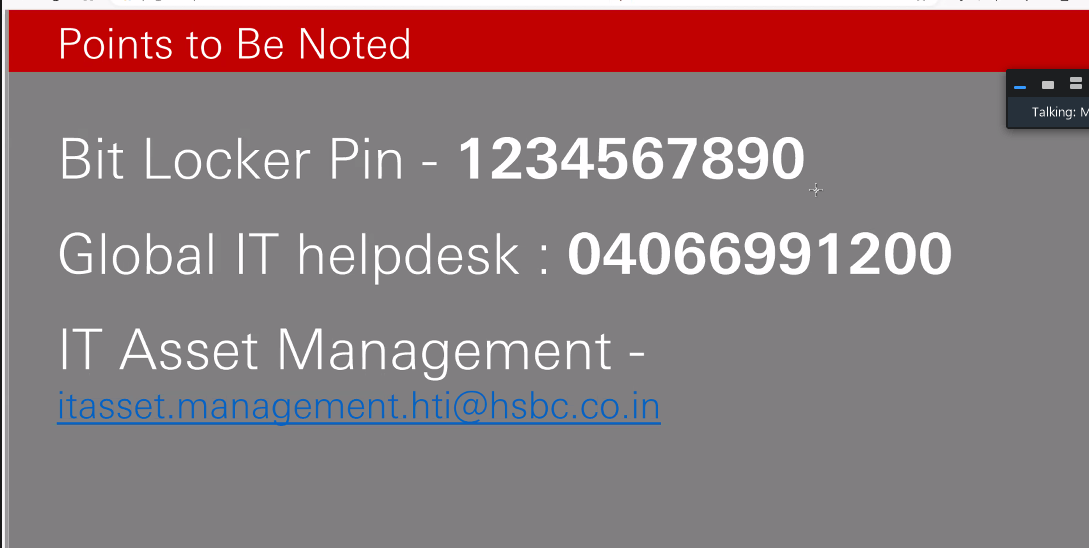 Points to Be Noted
Talking: M
Bit Locker Pin - 1234567890
Global IT helpdesk : 04066991200
IT Asset Management -
itasset.management.hti@hsbc.co.in